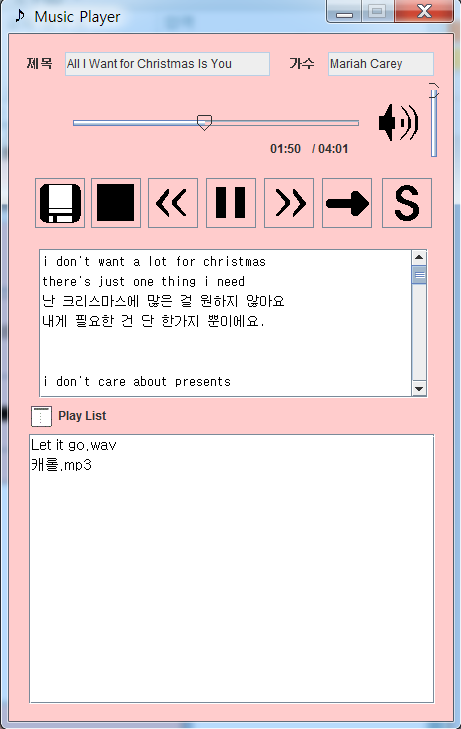 Music Player
제목 All I Want for Christmas Is You 가수 Mariah Carey
01:50 / 04:01
S
i don't want a lot for christmas
there's just one thing i need
난 크리스마스에 많은 걸 원하지 않아요
내게 필요한 건 단 한가지 뿐이에요.
i don't care about presents
Play List
Let it go.wav
캐롤.mp3